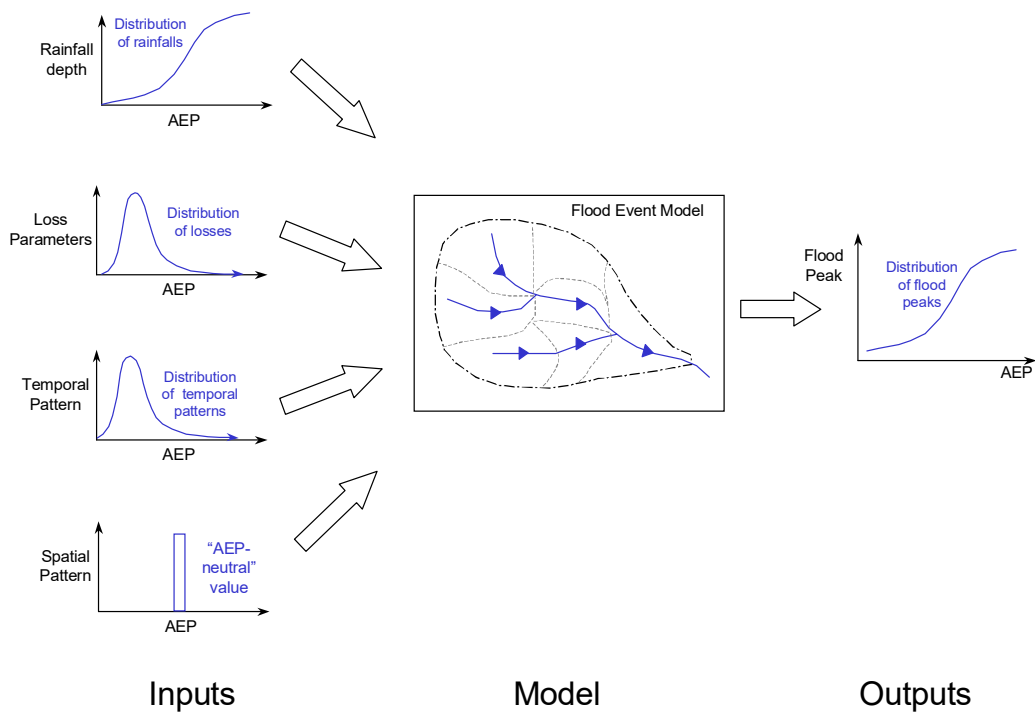 Distribution
of rainfalls
Rainfall
depth
AEP
Loss
Parameters
Distribution
of losses
AEP
Temporal
Pattern
Distribution
of temporal
patterns
AEP
Spatial
Pattern
“AEP-
neutral”
value
AEP
Flood Event Model
Flood
Peak
Distribution
of flood
peaks
AEP
Inputs
Model
Outputs